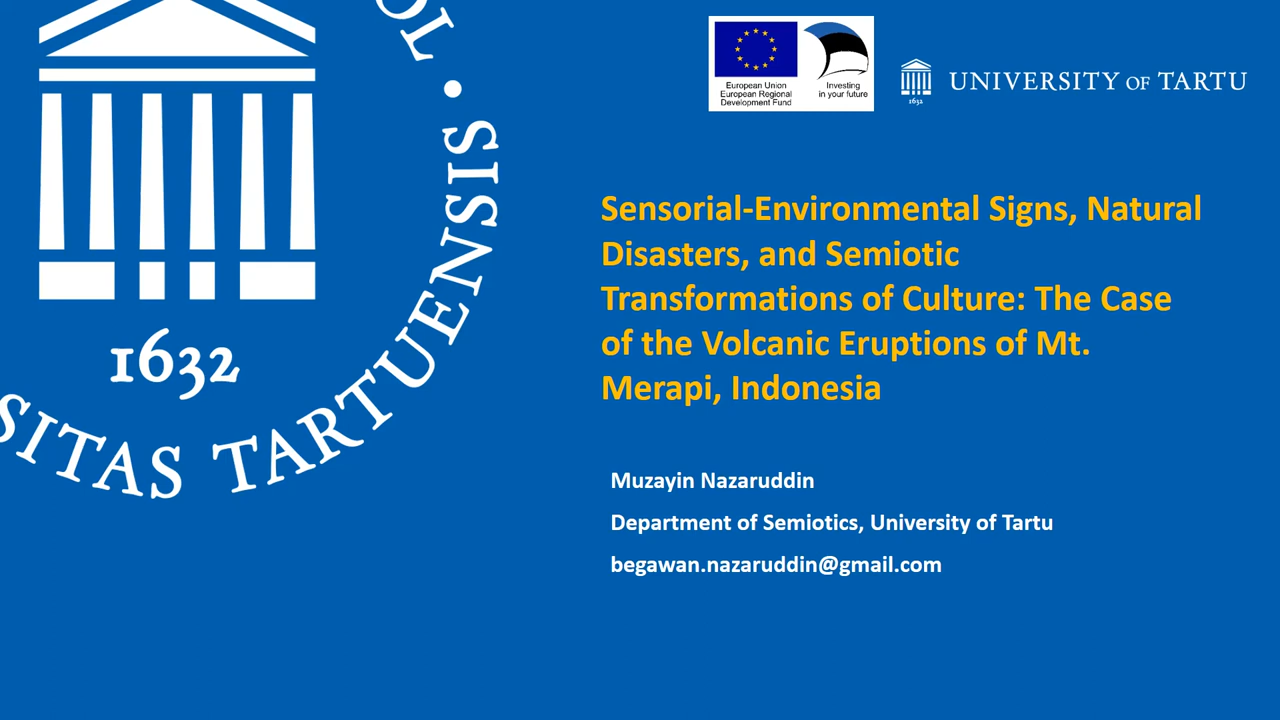 1632
SITAS TARTUENSIS
European Union
European Regional
Development Fund
Investing
in your future
1632
UNIVERSITY OF TARTU
Sensorial-Environmental Signs, Natural
Disasters, and Semiotic
Transformations of Culture: The Case
of the Volcanic Eruptions of Mt.
Merapi, Indonesia
Muzayin Nazaruddin
Department of Semiotics, University of Tartu
begawan.nazaruddin@gmail.com